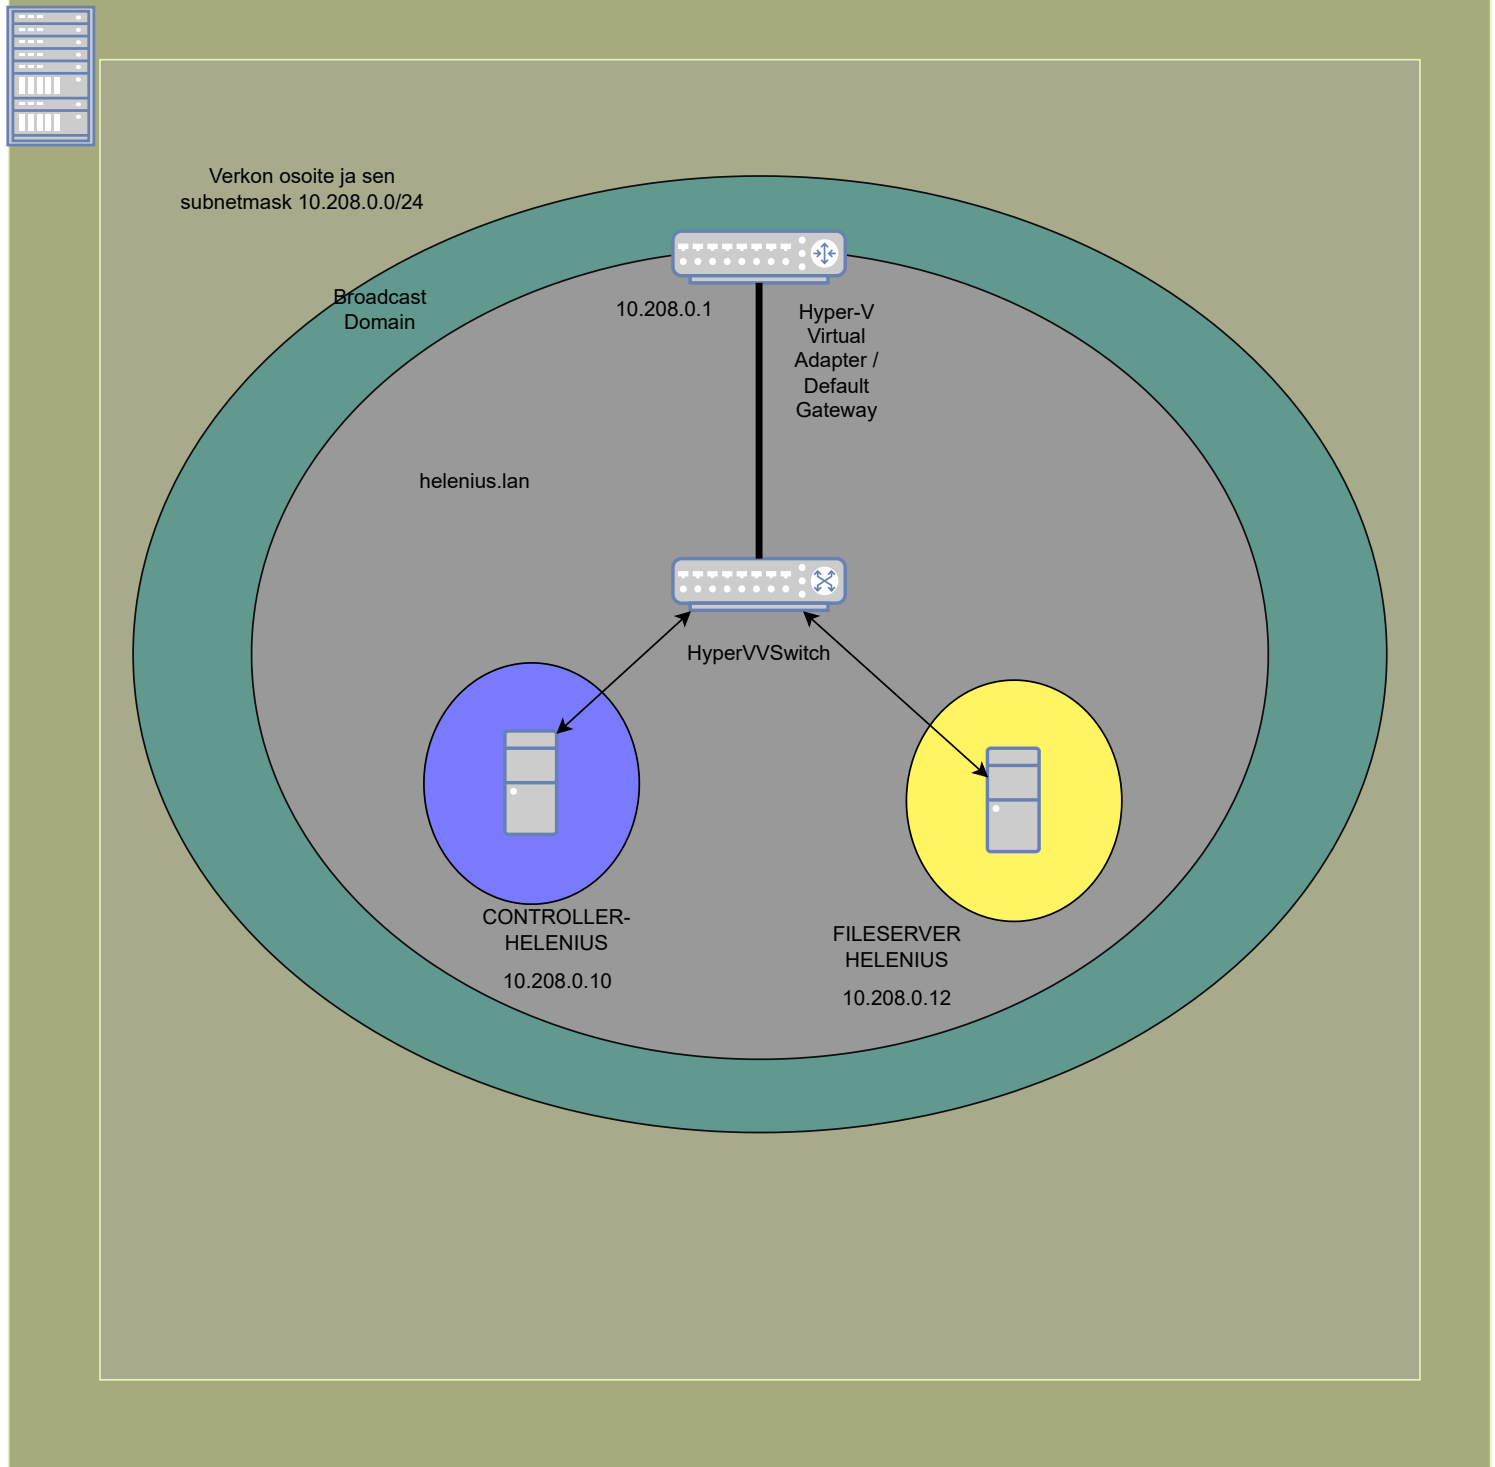 Verkon osoite ja sen
subnetmask 10.208.0.0/24
Broadcast
Domain
10.208.0.1
Hyper-V
Virtual
Adapter /
Default
Gateway
helenius.lan
HyperVVSwitch
CONTROLLER-
HELENIUS
10.208.0.10
FILESERVER
HELENIUS
10.208.0.12